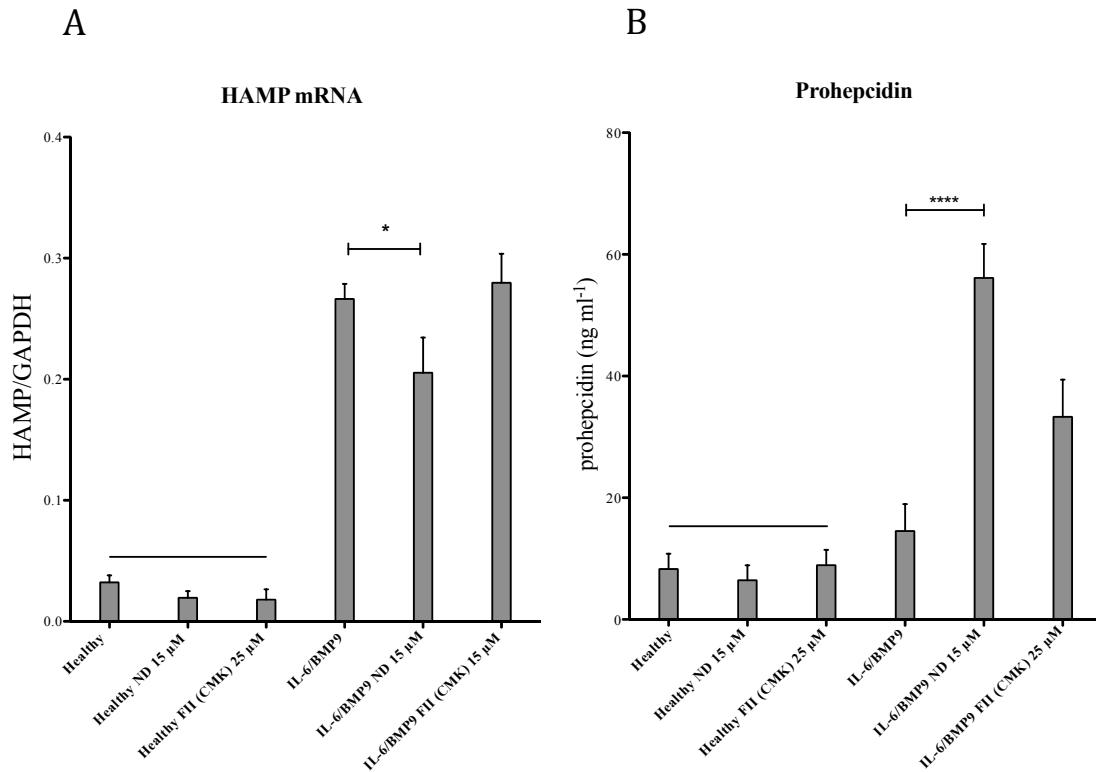 A
HAMP mRNA
HAMP/GAPDH
0.4
0.3
0.2
0.1
0.0
*
Healthy
Healthy ND 15 µM
Healthy FII (CMK) 25 µM
IL-6/BMP9
IL-6/BMP9 ND 15 µM
IL-6/BMP9 FII (CMK) 15 µM
B
Prohepcidin
prohepcidin (ng ml⁻¹)
80
60
40
20
0
****
Healthy
Healthy ND 15 µM
Healthy FII (CMK) 25 µM
IL-6/BMP9
IL-6/BMP9 ND 15 µM
IL-6/BMP9 FII (CMK) 25 µM